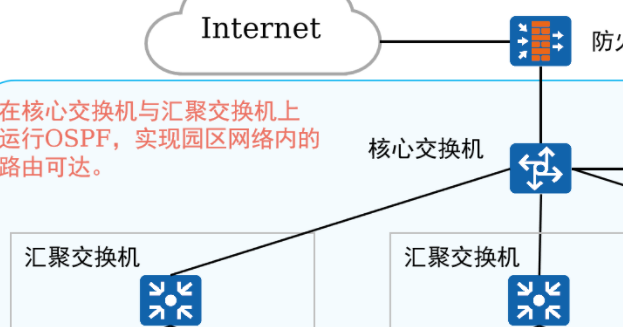 Internet
防火
在核心交换机与汇聚交换机上
运行OSPF，实现园区网络内的
路由可达。
核心交换机
汇聚交换机
汇聚交换机